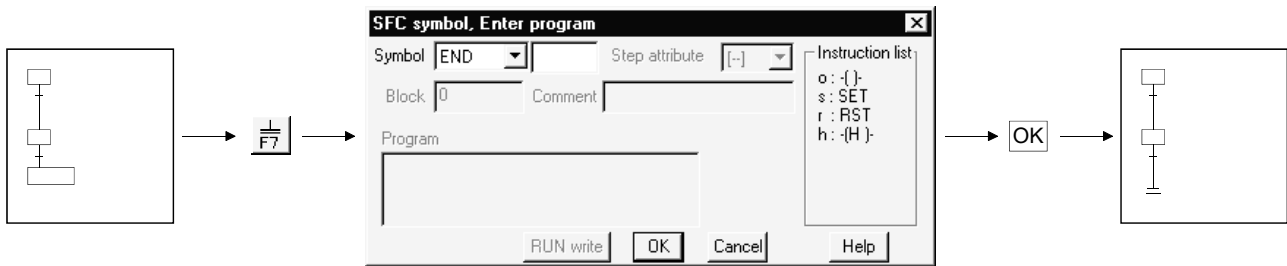 SFC symbol, Enter program
Symbol END Step attribute [--] Instruction list
Block 0 Comment
o : -( )-
s : SET
r : RST
h : -(H )-
Program
F7
OK
RUN write OK Cancel Help